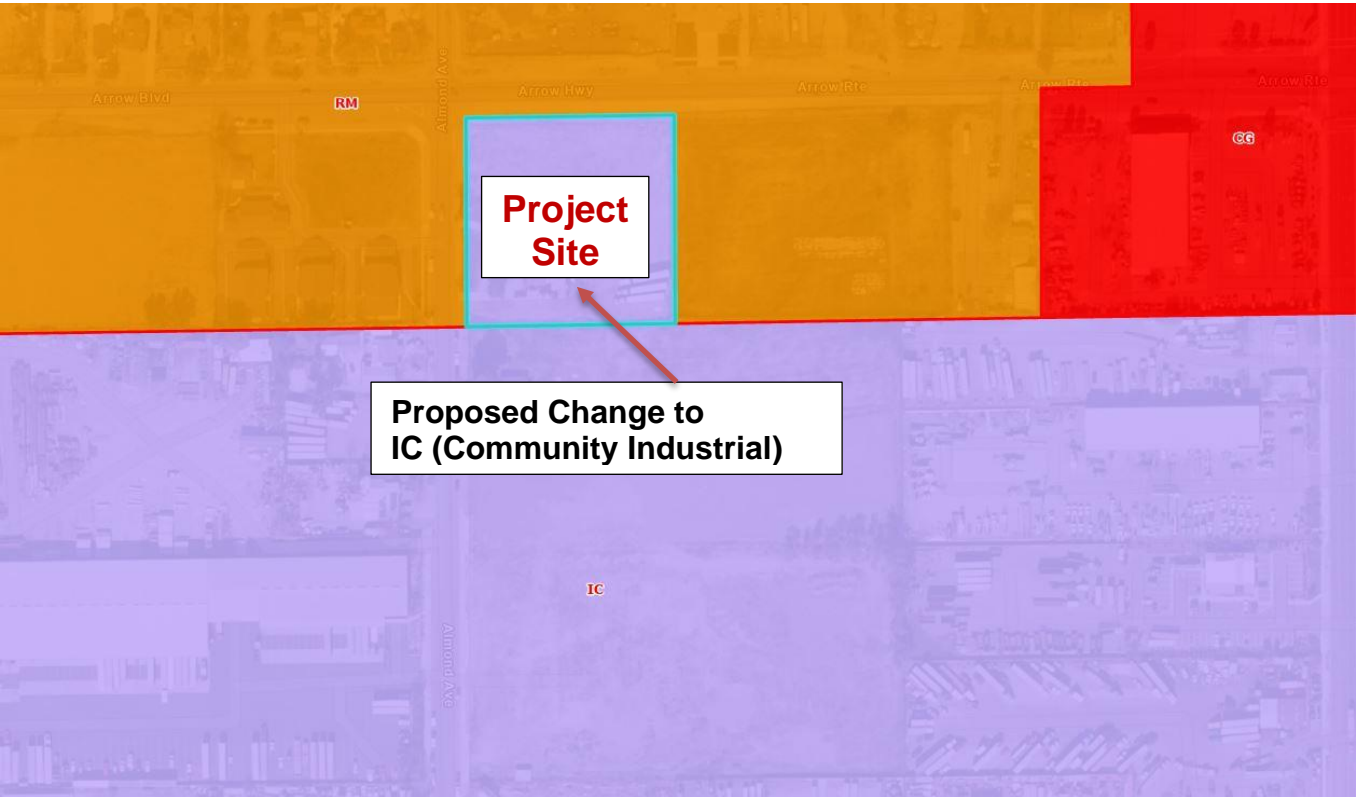 Almond Ave
Arrow Blvd
Arrow Hwy
Arrow Rte
Arrow Rte
Arrow Rte
RM
CG
Project
Site
Proposed Change to
IC (Community Industrial)
IC
Almond Ave